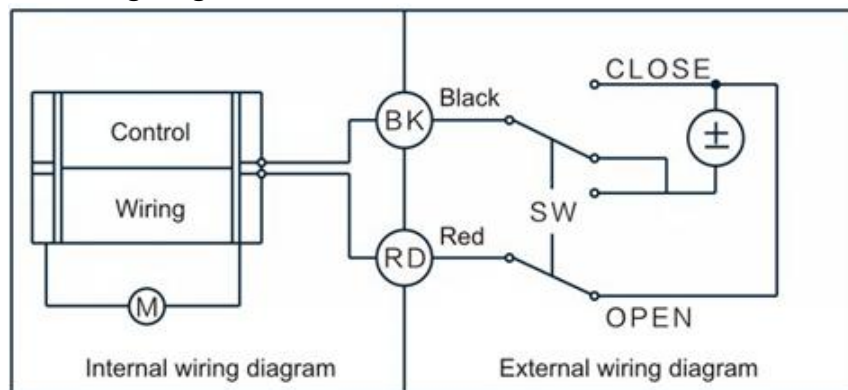 CLOSE
Black
BK
Control
±
Wiring
SW
Red
RD
M
OPEN
Internal wiring diagram
External wiring diagram